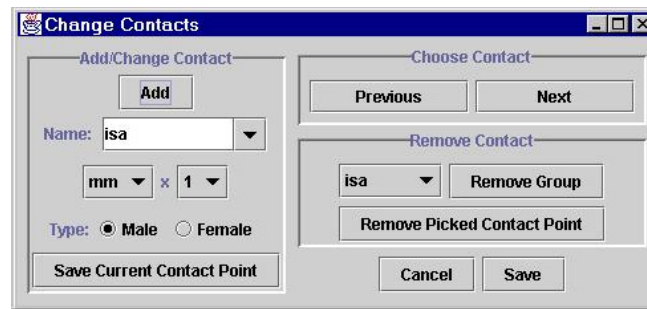 Change Contacts
Add/Change Contact
Add
Name: isa
mm x 1
Type: Male Female
Save Current Contact Point
Choose Contact
Previous Next
Remove Contact
isa Remove Group
Remove Picked Contact Point
Cancel Save